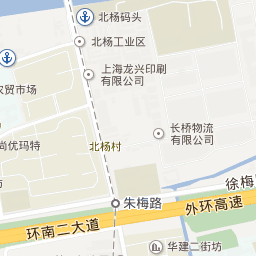 北杨码头
北杨工业区
上海龙兴印刷
有限公司
农贸市场
长桥物流
有限公司
尚优玛特
北杨村
徐梅
朱梅路
外环高速
环南二大道
华建二街坊